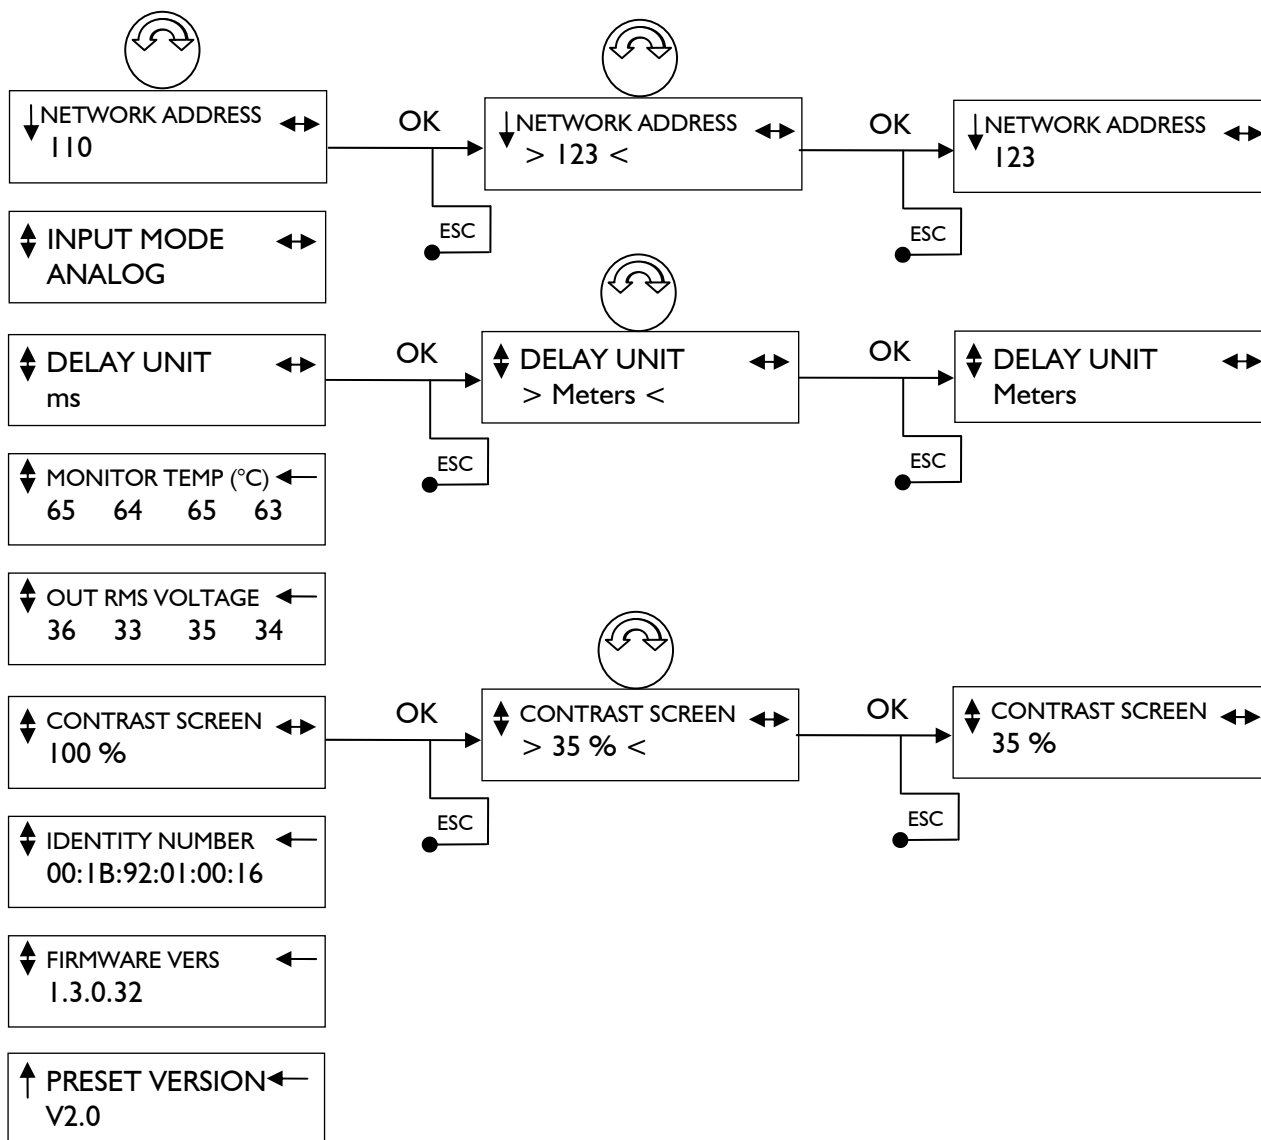 NETWORK ADDRESS
110
OK
NETWORK ADDRESS
> 123 <
OK
NETWORK ADDRESS
123
ESC
ESC
INPUT MODE
ANALOG
DELAY UNIT
ms
OK
DELAY UNIT
> Meters <
OK
DELAY UNIT
Meters
ESC
ESC
MONITOR TEMP (°C)
65 64 65 63
OUT RMS VOLTAGE
36 33 35 34
CONTRAST SCREEN
100 %
OK
CONTRAST SCREEN
> 35 % <
OK
CONTRAST SCREEN
35 %
ESC
ESC
IDENTITY NUMBER
00:1B:92:01:00:16
FIRMWARE VERS
1.3.0.32
PRESET VERSION
V2.0